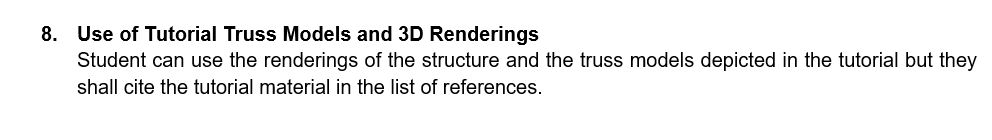 8. Use of Tutorial Truss Models and 3D Renderings
Student can use the renderings of the structure and the truss models depicted in the tutorial but they
shall cite the tutorial material in the list of references.